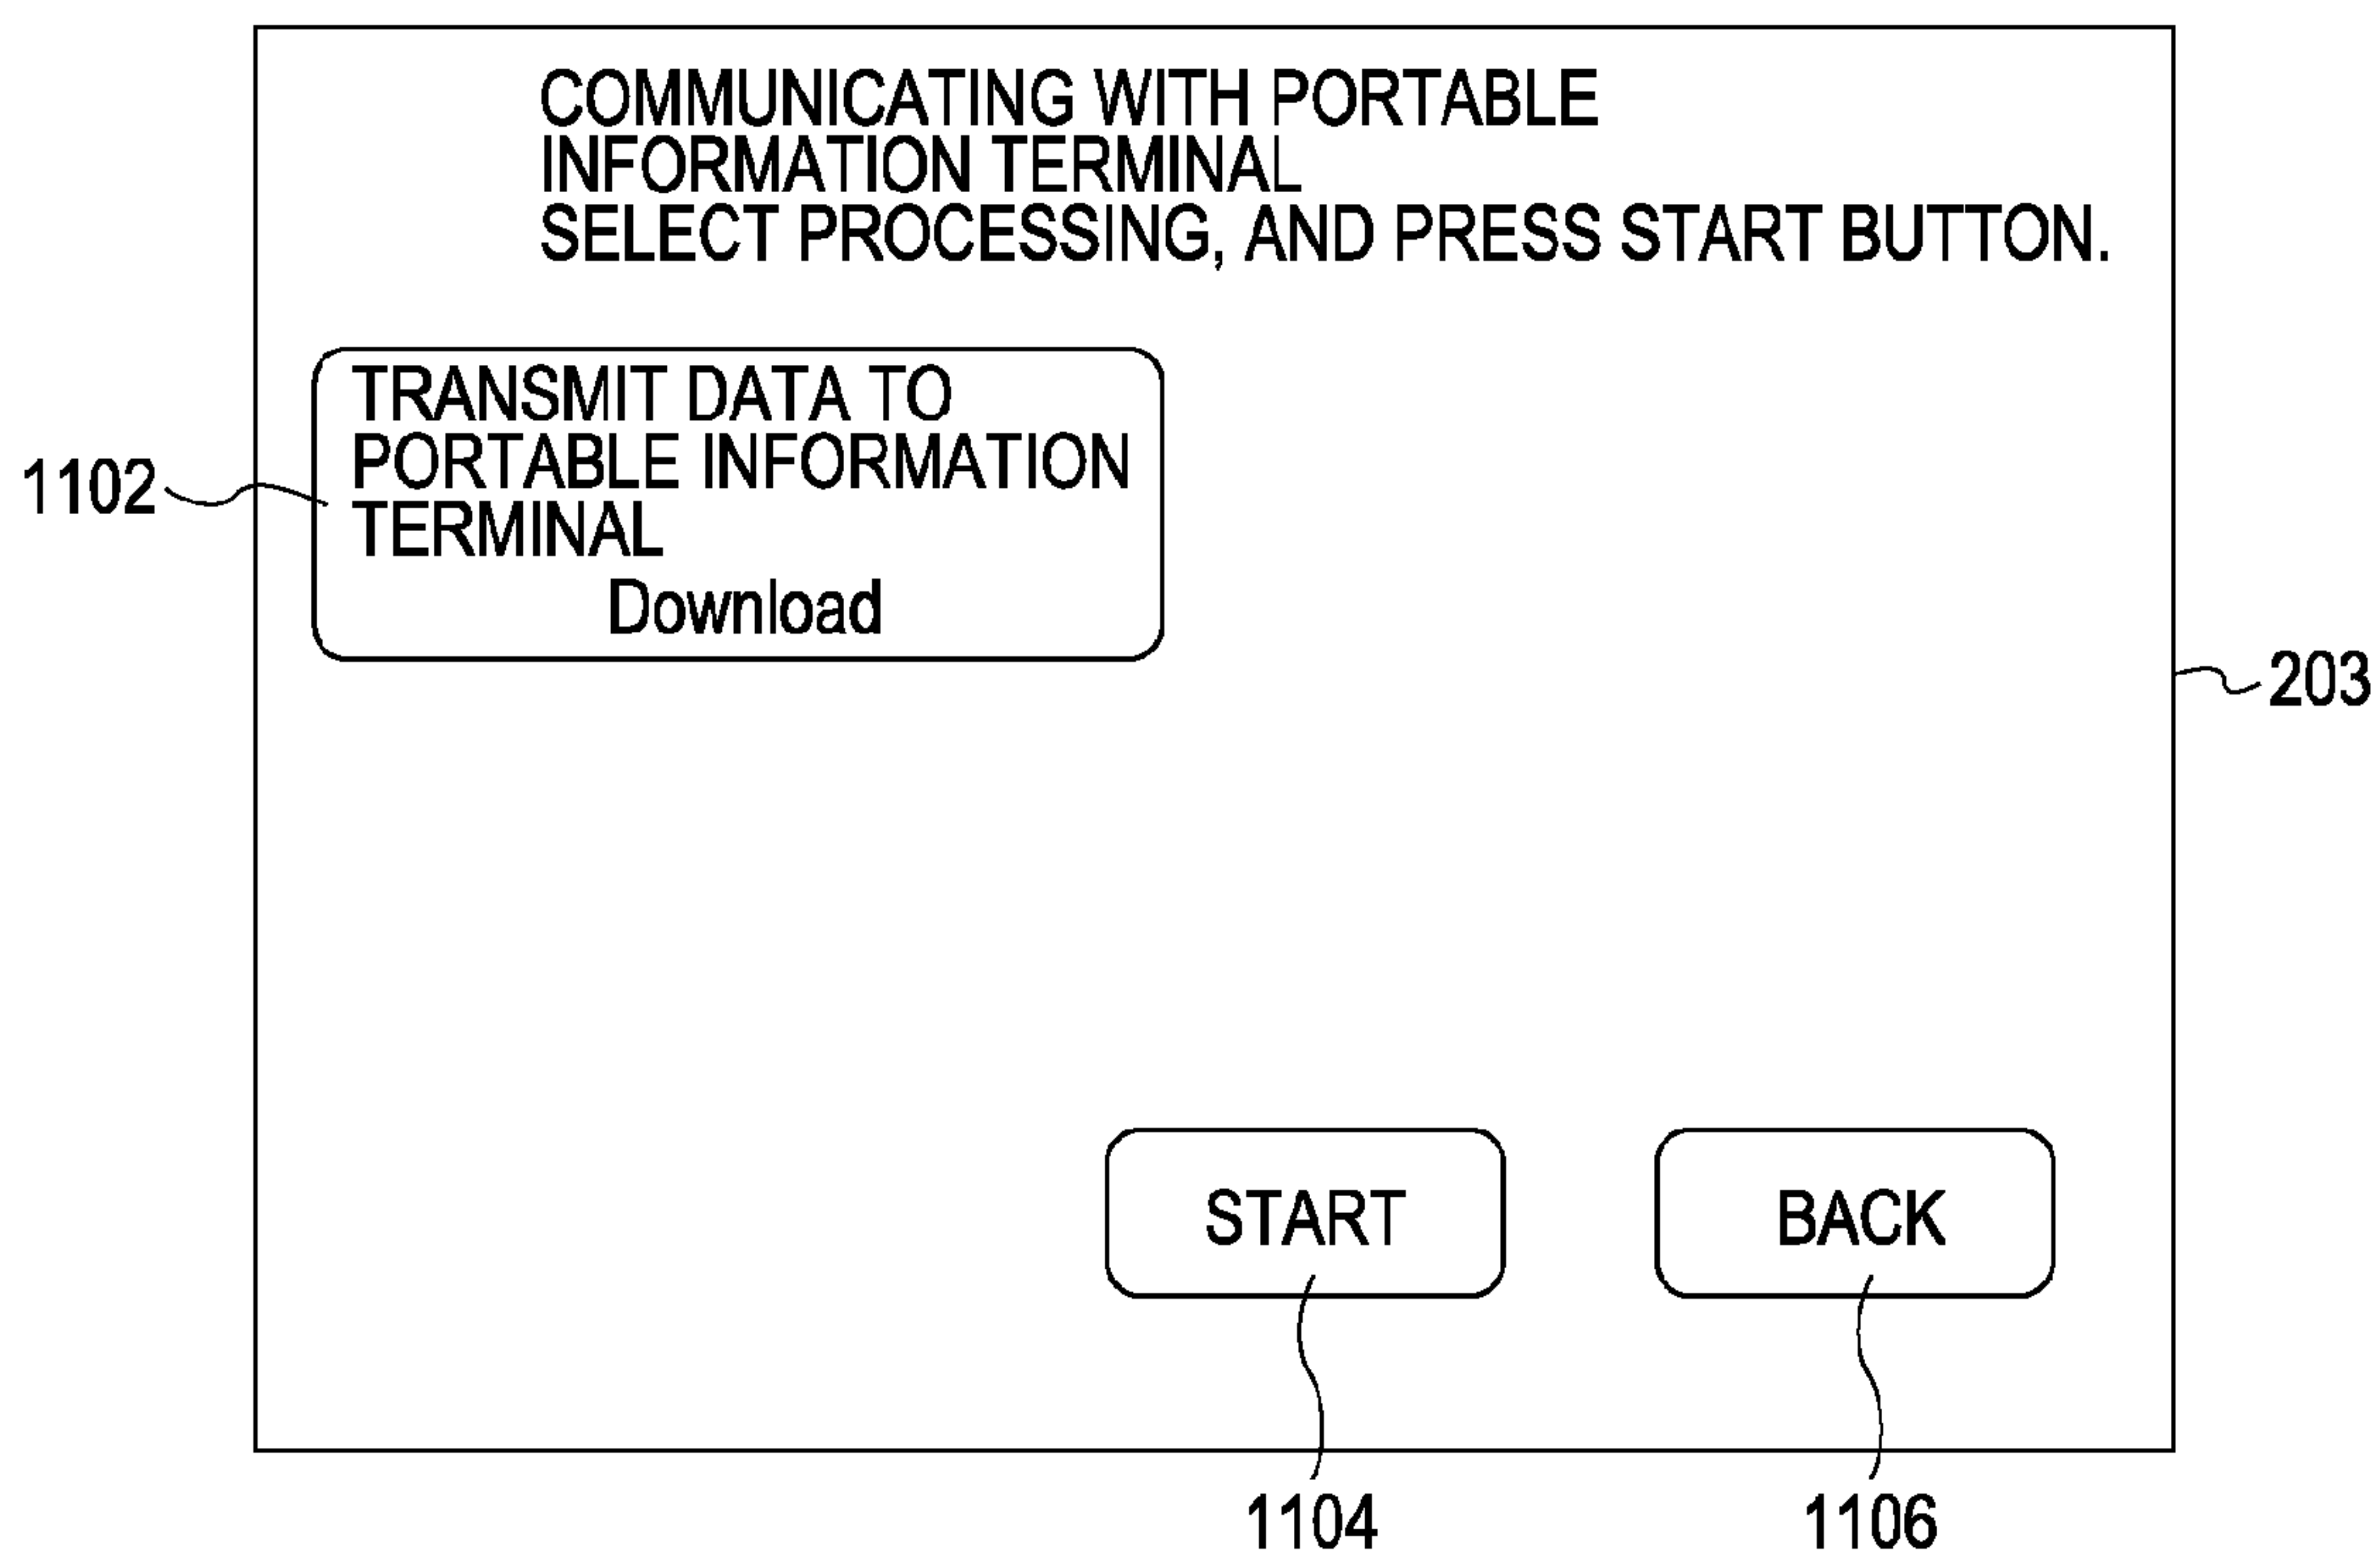 COMMUNICATING WITH PORTABLE
INFORMATION TERMINAL
SELECT PROCESSING, AND PRESS START BUTTON.
TRANSMIT DATA TO
PORTABLE INFORMATION
TERMINAL
Download
1102
203
START
BACK
1104
1106